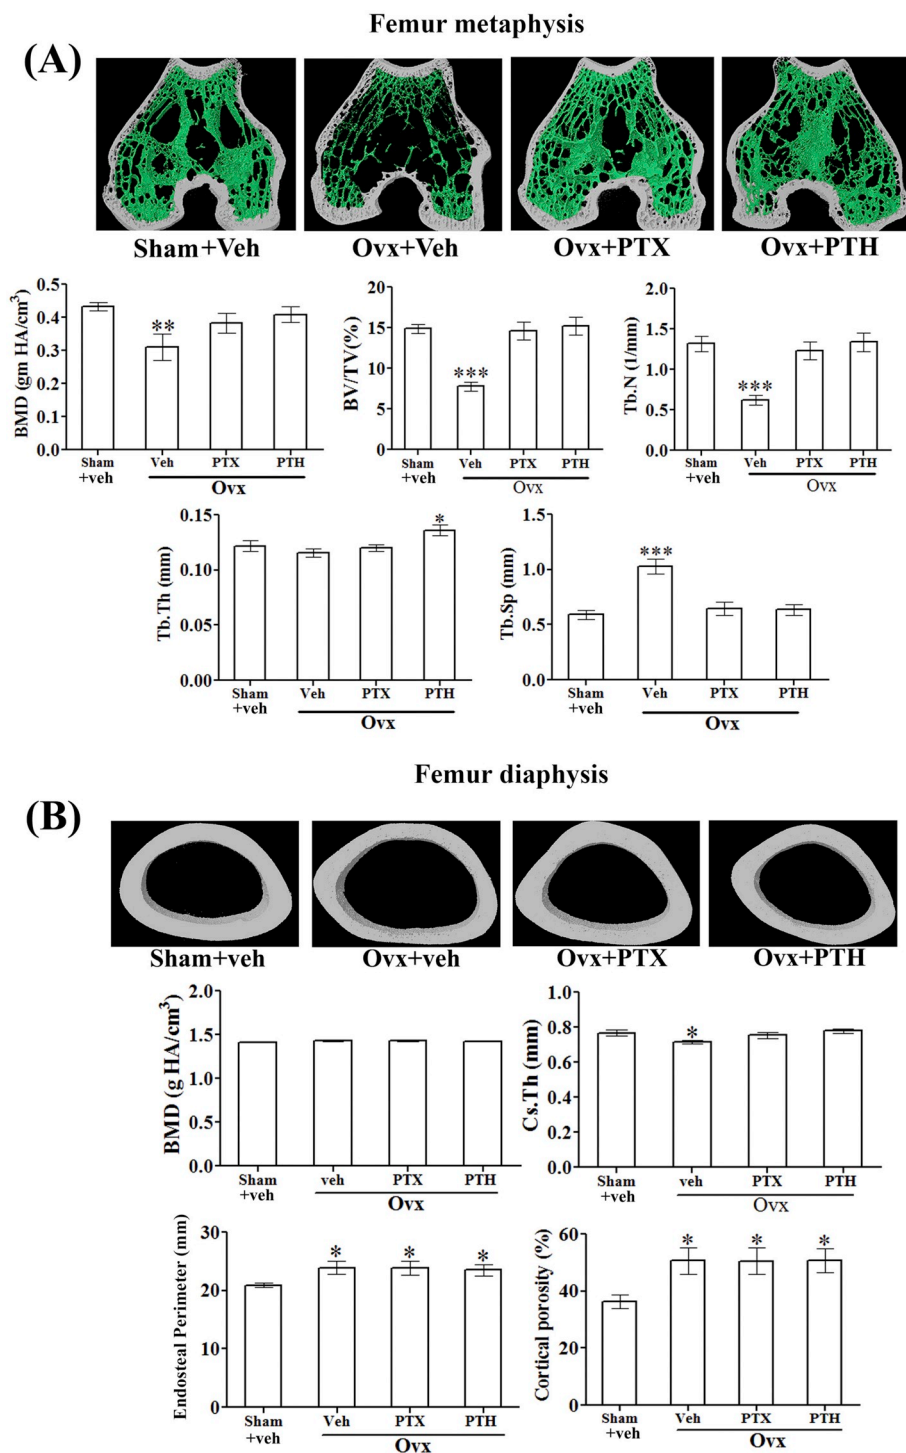 Femur metaphysis
(A)
Sham+Veh Ovx+Veh Ovx+PTX Ovx+PTH
BMD (gm HA/cm³)
0.5
0.4
0.3
0.2
0.1
0.0
**
Sham +veh Veh PTX PTH
Ovx
BV/TV(%)
20
15
10
5
0
***
Sham +veh Veh PTX PTH
Ovx
Tb.N (1/mm)
2.0
1.5
1.0
0.5
0.0
***
Sham +veh Veh PTX PTH
Ovx
Tb.Th (mm)
0.15
0.10
0.05
0.00
*
Sham +veh Veh PTX PTH
Ovx
Tb.Sp (mm)
1.5
1.0
0.5
0.0
***
Sham +veh Veh PTX PTH
Ovx
Femur diaphysis
(B)
Sham+veh Ovx+veh Ovx+PTX Ovx+PTH
BMD (g HA/cm³)
2.0
1.5
1.0
0.5
0.0
Sham +veh veh PTX PTH
Ovx
Cs.Th (mm)
1.0
0.8
0.6
0.4
0.2
0.0
*
Sham +veh veh PTX PTH
Ovx
Endosteal Perimeter (mm)
30
20
10
0
* * *
Sham +veh Veh PTX PTH
Ovx
Cortical porosity (%)
60
40
20
0
* * *
Sham +veh Veh PTX PTH
Ovx